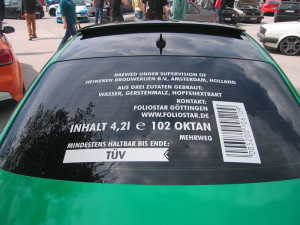 BREWED UNDER SUPERVISION OF
HEINEKEN BROUWERIJEN B.V., AMSTERDAM, HOLLAND
AUS DREI ZUTATEN GEBRAUT:
WASSER, GERSTENMALZ, HOPFENEXTRAKT
KONTAKT:
FOLIOSTAR GÖTTINGEN
WWW.FOLIOSTAR.DE
INHALT 4,2l e 102 OKTAN
MEHRWEG
MINDESTENS HALTBAR BIS ENDE:
TÜV